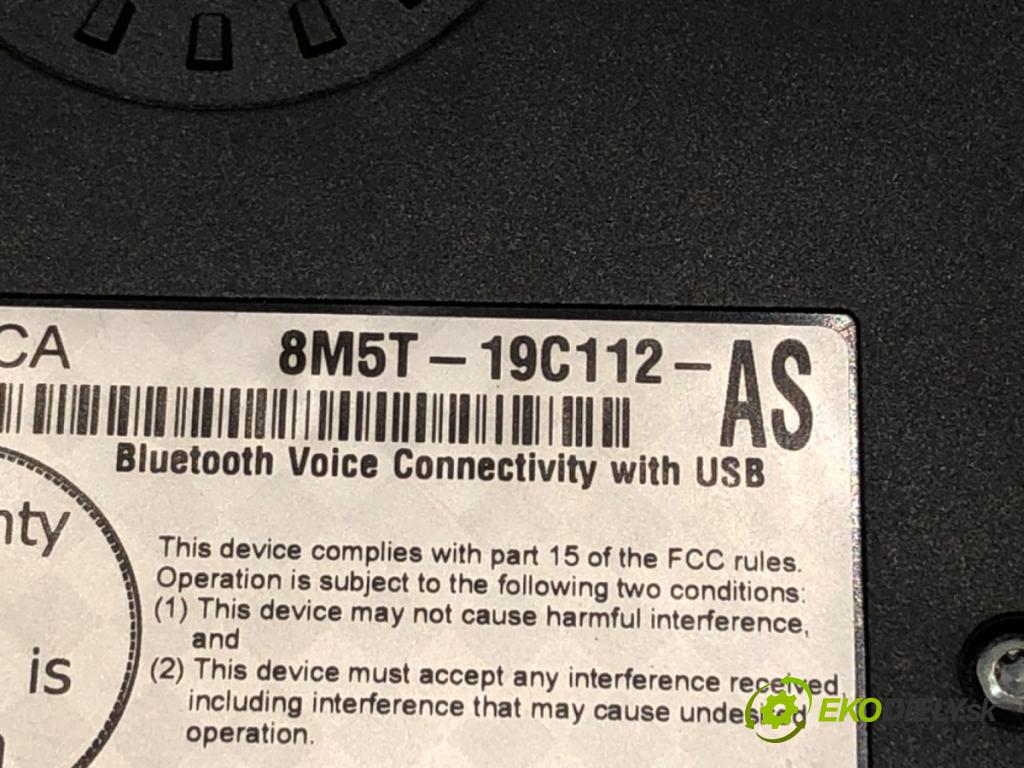 CA
8M5T-19C112-AS
Bluetooth Voice Connectivity with USB
nty
This device complies with part 15 of the FCC rules.
Operation is subject to the following two conditions:
(1) This device may not cause harmful interference,
and
is
(2) This device must accept any interference received
including interference that may cause undesired
operation.
EKODIELY.sk